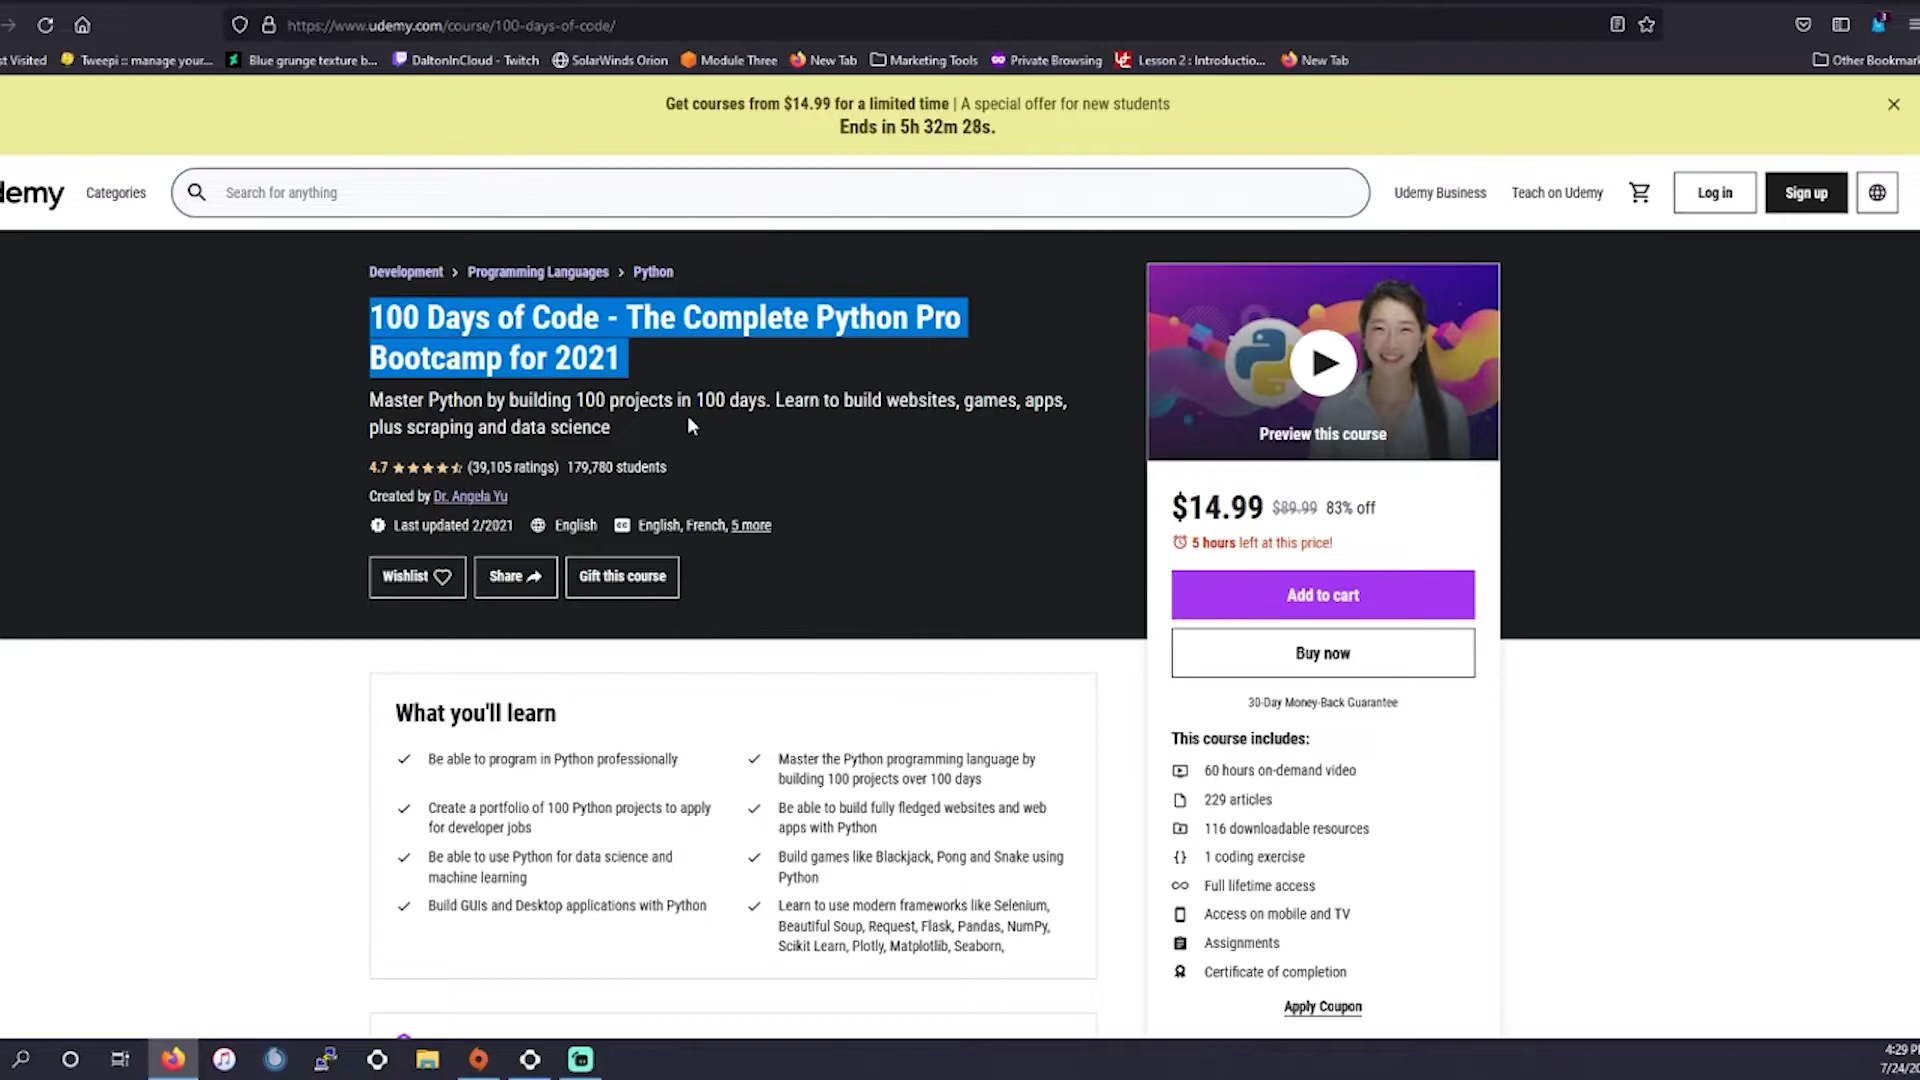 https://www.udemy.com/course/100-days-of-code/
st Visited
Tweepi :: manage your...
Blue grunge texture b...
DaltonInCloud - Twitch
SolarWinds Orion
Module Three
New Tab
Marketing Tools
Private Browsing
Lesson 2 : Introductio...
New Tab
Other Bookmar
Get courses from $14.99 for a limited time | A special offer for new students
Ends in 5h 32m 28s.
demy
Categories
Search for anything
Udemy Business
Teach on Udemy
Log in
Sign up
Development > Programming Languages > Python
100 Days of Code - The Complete Python Pro
Bootcamp for 2021
Master Python by building 100 projects in 100 days. Learn to build websites, games, apps,
plus scraping and data science
4.7 (39,105 ratings) 179,780 students
Created by Dr. Angela Yu
Last updated 2/2021 English CC English, French, 5 more
Wishlist
Share
Gift this course
Preview this course
$14.99 $89.99 83% off
5 hours left at this price!
Add to cart
Buy now
30-Day Money-Back Guarantee
This course includes:
60 hours on-demand video
229 articles
116 downloadable resources
1 coding exercise
Full lifetime access
Access on mobile and TV
Assignments
Certificate of completion
Apply Coupon
What you'll learn
Be able to program in Python professionally
Master the Python programming language by
building 100 projects over 100 days
Create a portfolio of 100 Python projects to apply
for developer jobs
Be able to build fully fledged websites and web
apps with Python
Be able to use Python for data science and
machine learning
Build games like Blackjack, Pong and Snake using
Python
Build GUIs and Desktop applications with Python
Learn to use modern frameworks like Selenium,
Beautiful Soup, Request, Flask, Pandas, NumPy,
Scikit Learn, Plotly, Matplotlib, Seaborn,
4:29 P
7/24/20